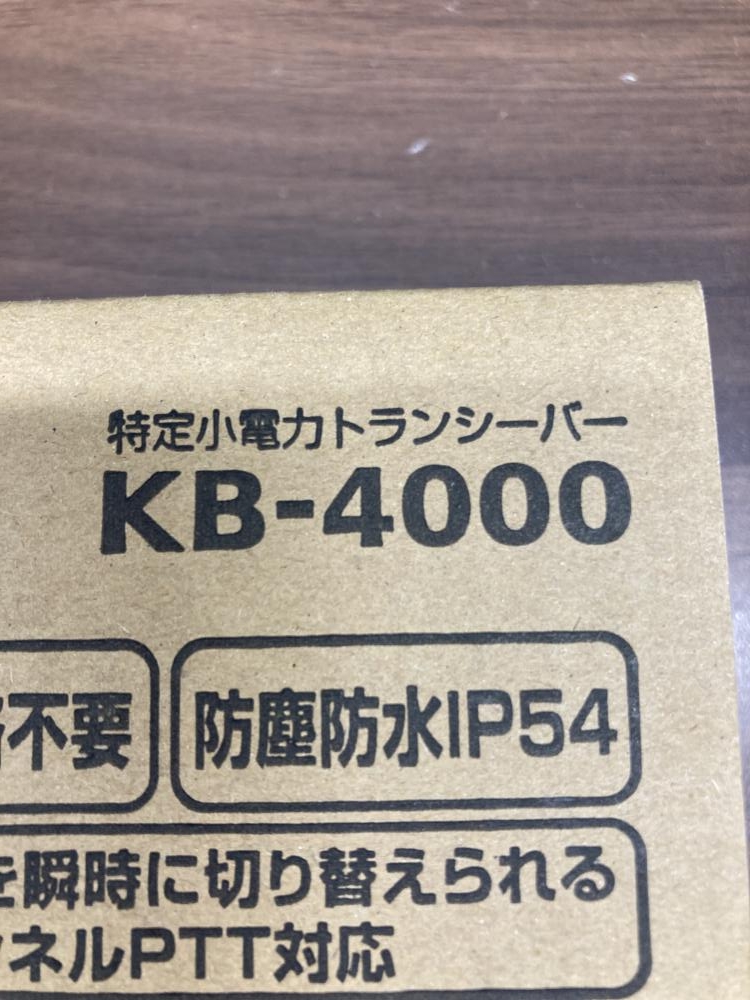 特定小電力トランシーバー
KB-4000
不要
防塵防水IP54
を瞬時に切り替えられる
ネルPTT対応